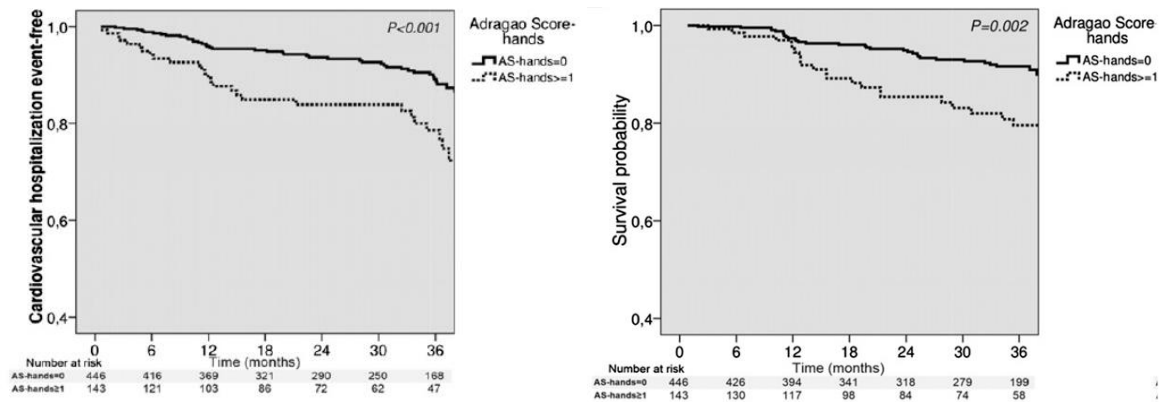 Cardiovascular hospitalization event-free
1,0
0,8
0,6
0,4
P<0.001
Adragao Score-
hands
AS-hands=0
AS-hands>=1
0 6 12 18 24 30 36
Time (months)
Number at risk
AS-hands=0 446 416 369 321 290 250 168
AS-hands≥1 143 121 103 86 72 62 47
Survival probability
1,0
0,8
0,6
0,4
P=0.002
Adragao Score-
hands
AS-hands=0
AS-hands>=1
0 6 12 18 24 30 36
Time (months)
Number at risk
AS-hands=0 446 426 394 341 318 279 199
AS-hands≥1 143 130 117 98 84 74 58